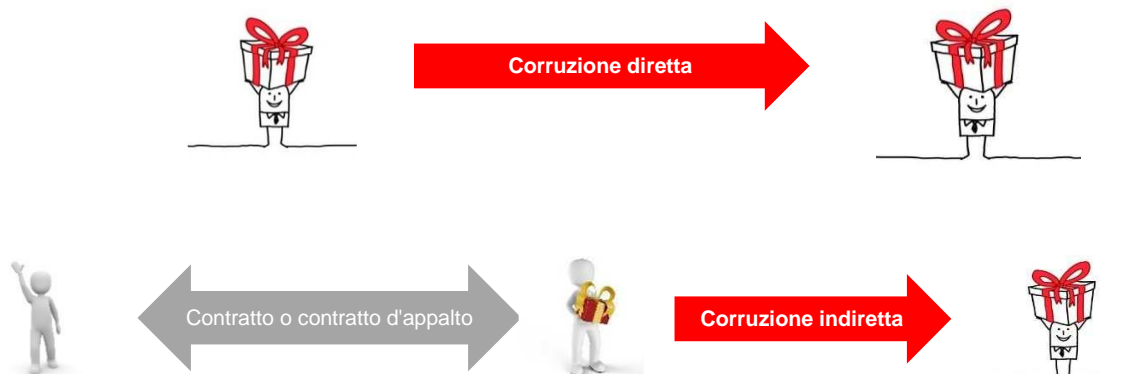 Corruzione diretta
Contratto o contratto d'appalto
Corruzione indiretta